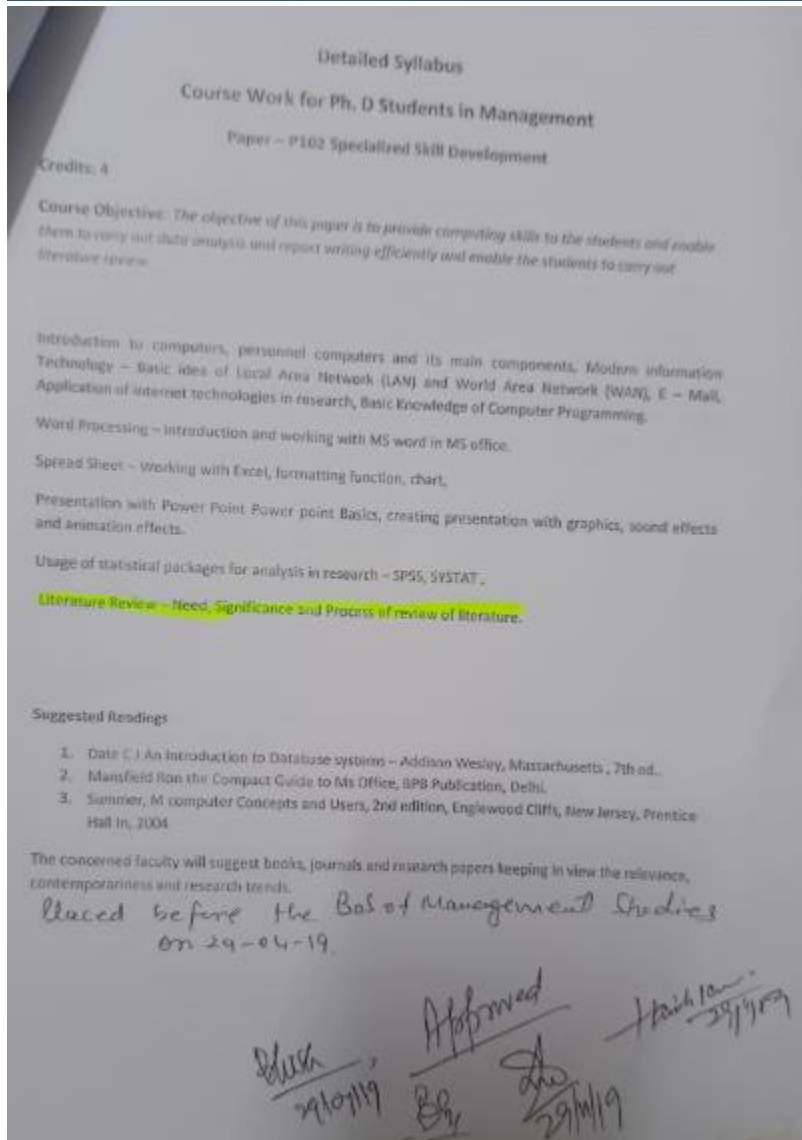 Detailed Syllabus
Course Work for Ph. D Students in Management
Paper – P102 Specialized Skill Development
Credits: 4
Course Objective: The objective of this paper is to provide computing skills to the students and enable
them to carry out data analysis and report writing efficiently and enable the students to carry out
literature review.
Introduction to computers, personnel computers and its main components, Modern information
Technology – Basic idea of Local Area Network (LAN) and World Area Network (WAN), E – Mail,
Application of internet technologies in research, Basic Knowledge of Computer Programming.
Word Processing – Introduction and working with MS word in MS office.
Spread Sheet – Working with Excel, formatting function, chart,
Presentation with Power Point Power point Basics, creating presentation with graphics, sound effects
and animation effects.
Usage of statistical packages for analysis in research – SPSS, SYSTAT .
Literature Review – Need, Significance and Process of review of literature.
Suggested Readings
1. Date C J An Introduction to Database systems – Addison Wesley, Massachusetts , 7th ed..
2. Mansfield Ron the Compact Guide to Ms Office, BPB Publication, Delhi.
3. Summer, M computer Concepts and Users, 2nd edition, Englewood Cliffs, New Jersey, Prentice
Hall In, 2004
The concerned faculty will suggest books, journals and research papers keeping in view the relevance,
contemporariness and research trends.
Placed before the BoS of Management Studies
on 29-04-19.
Approved